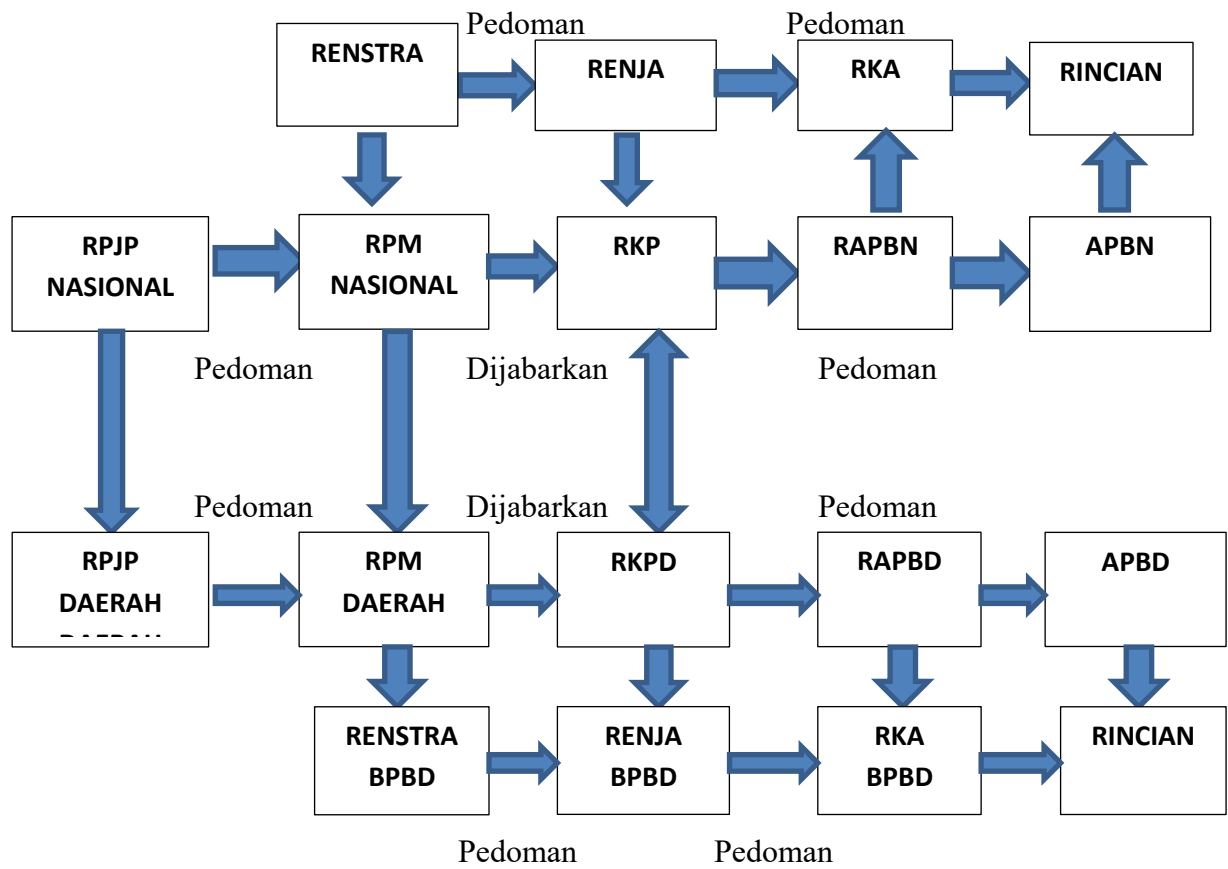 Pedoman Pedoman
RENSTRA RENJA RKA RINCIAN
RPJP RPM RKP RAPBN APBN
NASIONAL NASIONAL
Pedoman Dijabarkan Pedoman
Pedoman Dijabarkan Pedoman
RPJP RPM RKPD RAPBD APBD
DAERAH DAERAH
RENSTRA RENJA RKA RINCIAN
BPBD BPBD BPBD
Pedoman Pedoman